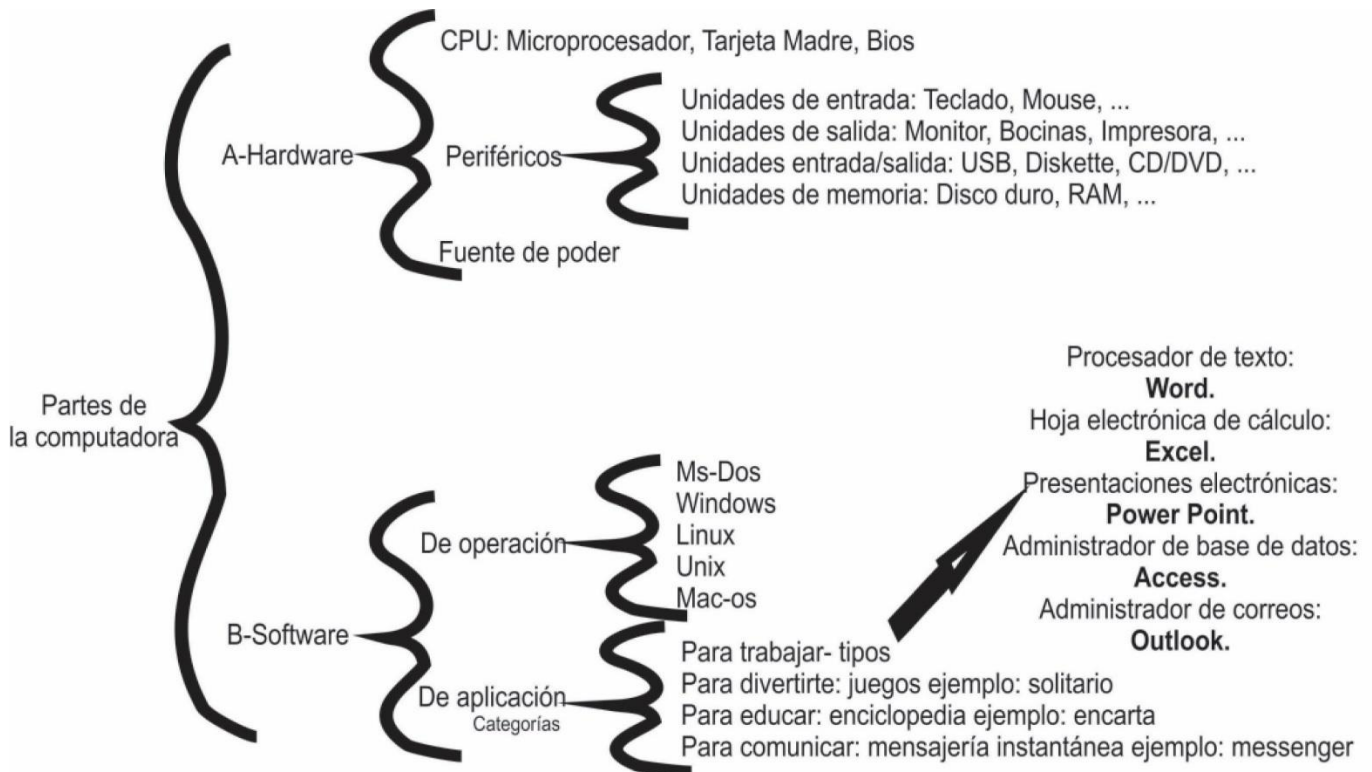 Partes de
la computadora
A-Hardware
CPU: Microprocesador, Tarjeta Madre, Bios
Periféricos
Unidades de entrada: Teclado, Mouse, ...
Unidades de salida: Monitor, Bocinas, Impresora, ...
Unidades entrada/salida: USB, Diskette, CD/DVD, ...
Unidades de memoria: Disco duro, RAM, ...
Fuente de poder
B-Software
De operación
Ms-Dos
Windows
Linux
Unix
Mac-os
De aplicación
Categorías
Para trabajar- tipos
Para divertirte: juegos ejemplo: solitario
Para educar: enciclopedia ejemplo: encarta
Para comunicar: mensajería instantánea ejemplo: messenger
Procesador de texto:
Word.
Hoja electrónica de cálculo:
Excel.
Presentaciones electrónicas:
Power Point.
Administrador de base de datos:
Access.
Administrador de correos:
Outlook.